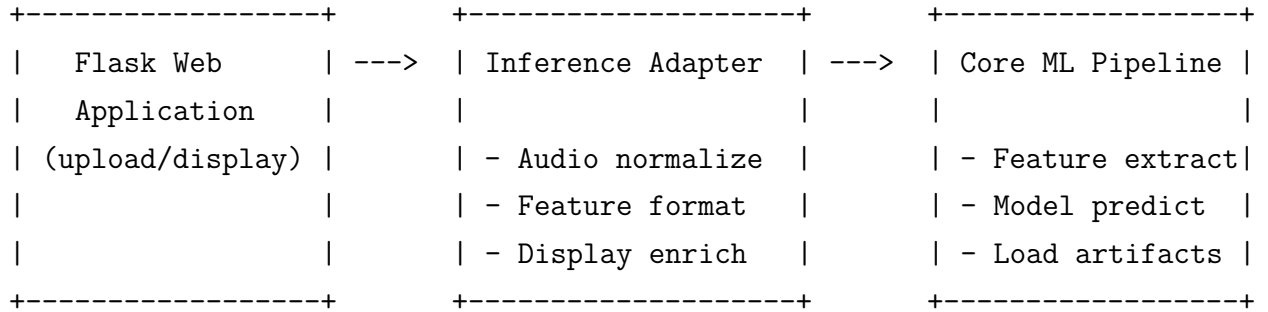 +------------------+      +-------------------+      +-----------------+
|   Flask Web      | ---> | Inference Adapter | ---> | Core ML Pipeline |
|   Application    |      |                   |      |                  |
| (upload/display) |      | - Audio normalize |      | - Feature extract|
|                  |      | - Feature format  |      | - Model predict  |
|                  |      | - Display enrich  |      | - Load artifacts |
+------------------+      +-------------------+      +-----------------+